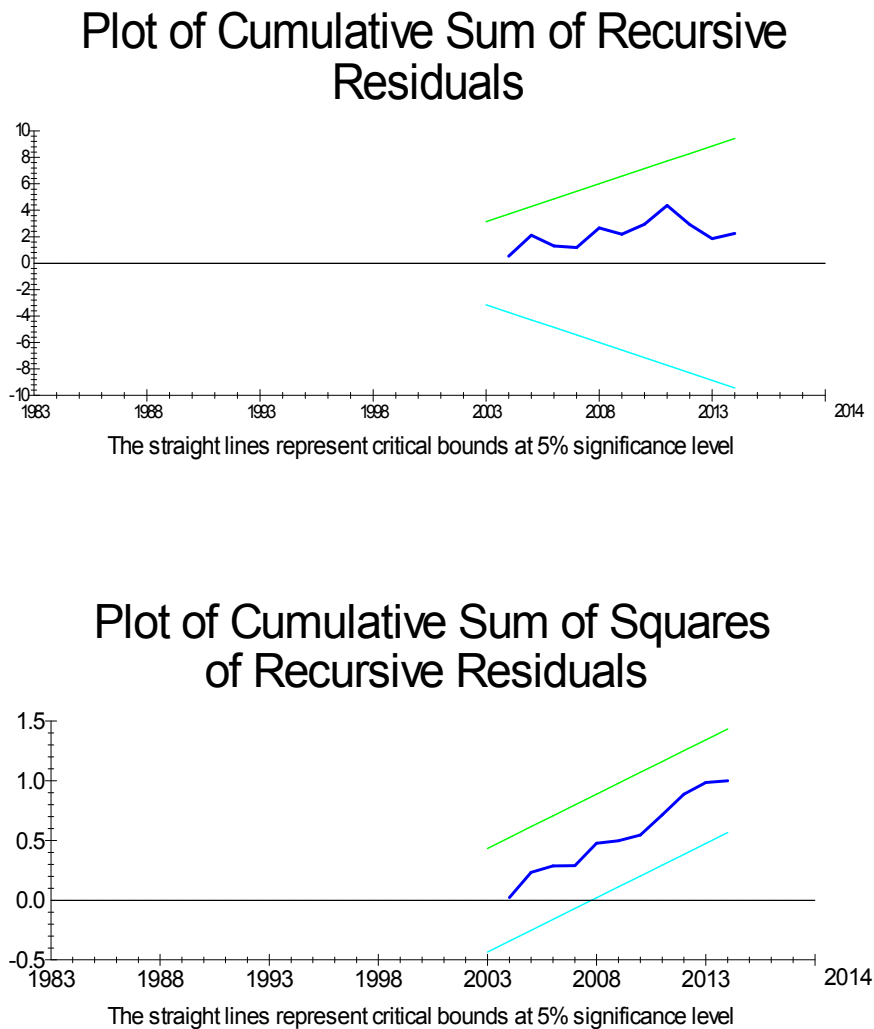 Plot of Cumulative Sum of Recursive
Residuals
10
8
6
4
2
0
-2
-4
-6
-8
-10
1983 1988 1993 1998 2003 2008 2013 2014
The straight lines represent critical bounds at 5% significance level
Plot of Cumulative Sum of Squares
of Recursive Residuals
1.5
1.0
0.5
0.0
-0.5
1983 1988 1993 1998 2003 2008 2013 2014
The straight lines represent critical bounds at 5% significance level